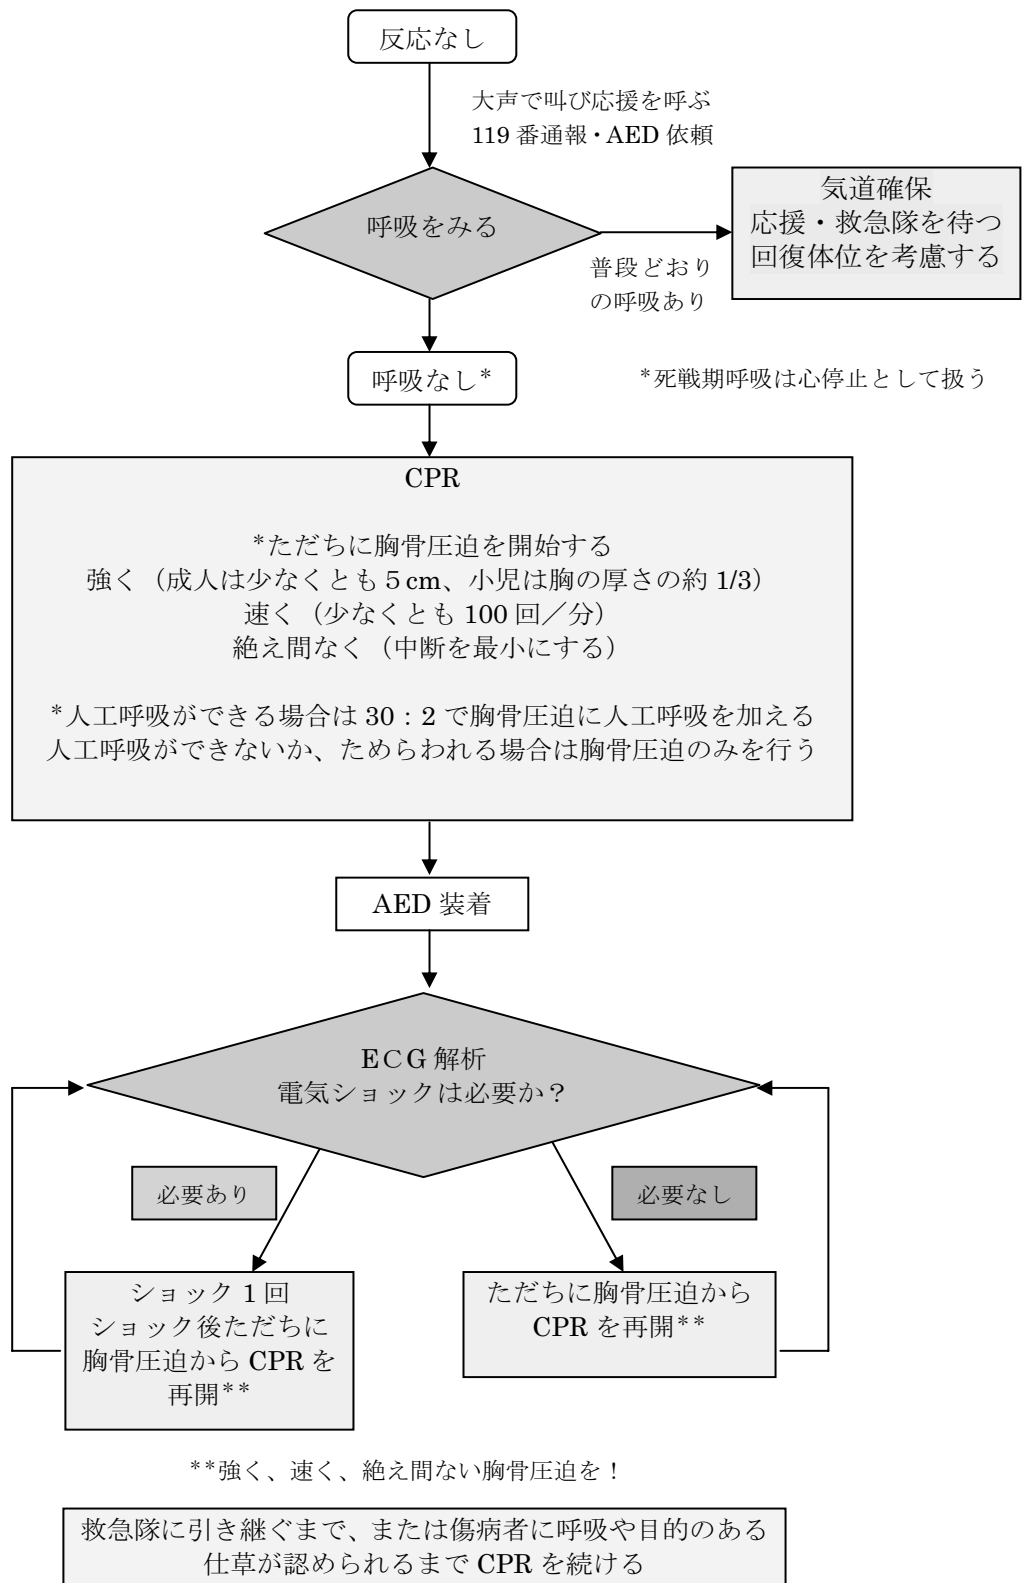 反応なし
大声で叫び応援を呼ぶ
119 番通報・AED 依頼
呼吸をみる
気道確保
応援・救急隊を待つ
回復体位を考慮する
普段どおり
の呼吸あり
呼吸なし*
*死戦期呼吸は心停止として扱う
CPR
*ただちに胸骨圧迫を開始する
強く（成人は少なくとも５cm、小児は胸の厚さの約 1/3）
速く（少なくとも 100 回／分）
絶え間なく（中断を最小にする）
*人工呼吸ができる場合は 30：2 で胸骨圧迫に人工呼吸を加える
人工呼吸ができないか、ためらわれる場合は胸骨圧迫のみを行う
AED 装着
EＣG 解析
電気ショックは必要か？
必要あり
必要なし
ショック 1 回
ショック後ただちに
胸骨圧迫から CPR を
再開**
ただちに胸骨圧迫から
CPR を再開**
**強く、速く、絶え間ない胸骨圧迫を！
救急隊に引き継ぐまで、または傷病者に呼吸や目的のある
仕草が認められるまで CPR を続ける